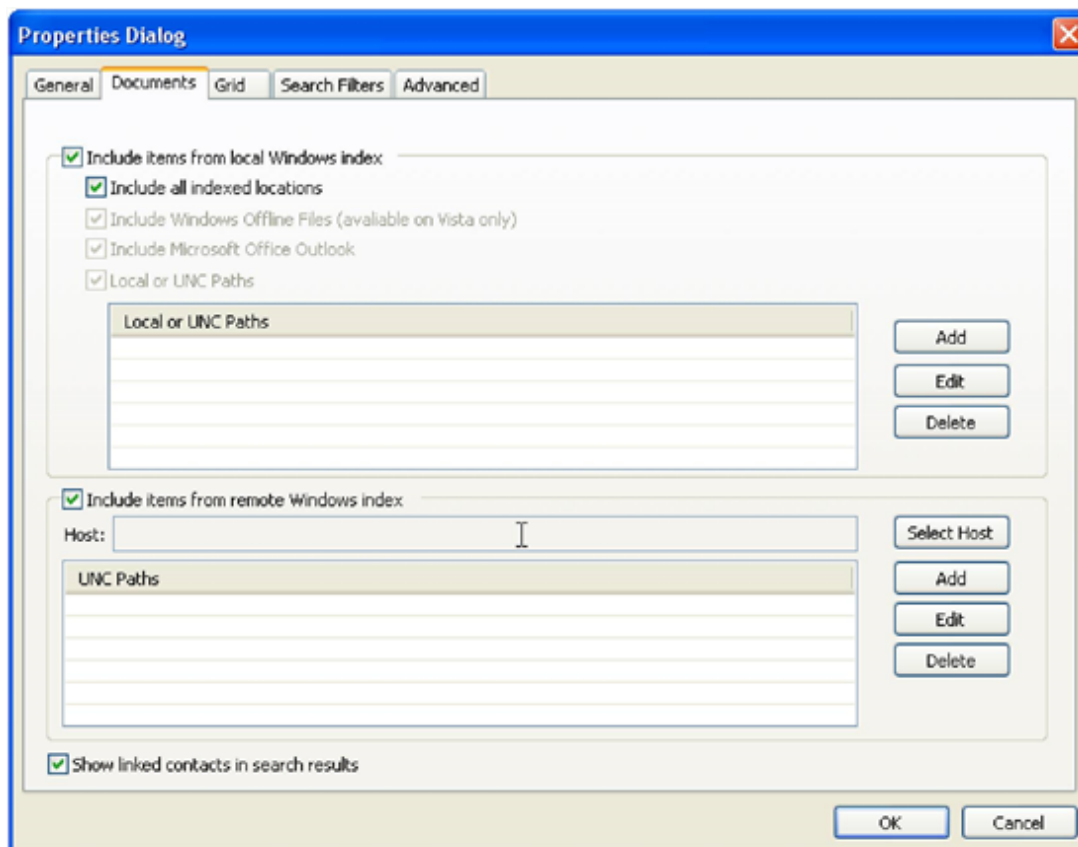 Properties Dialog
General Documents Grid Search Filters Advanced
Include items from local Windows index
Include all indexed locations
Include Windows Offline Files (avaliable on Vista only)
Include Microsoft Office Outlook
Local or UNC Paths
Local or UNC Paths
Add
Edit
Delete
Include items from remote Windows index
Host: Select Host
UNC Paths
Add
Edit
Delete
Show linked contacts in search results
OK Cancel